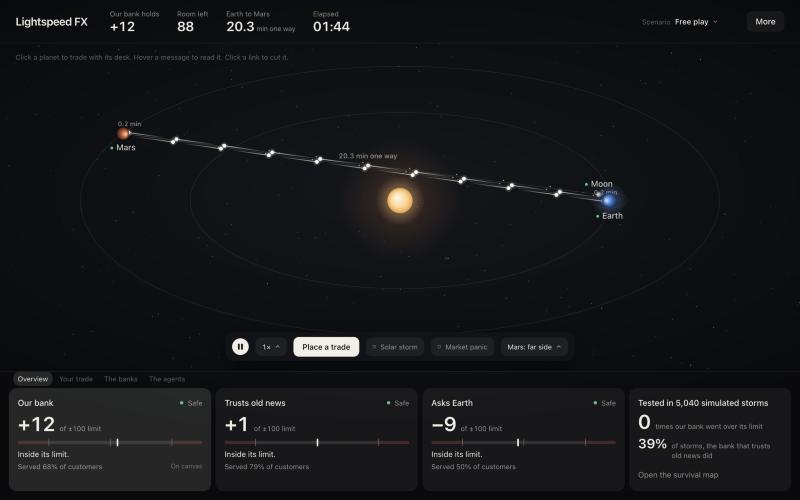 Lightspeed FX
Our bank holds
+12
Room left
88
Earth to Mars
20.3 min one way
Elapsed
01:44
Scenario Free play
More
Click a planet to trade with its desk. Hover a message to read it. Click a link to cut it.
0.2 min
Mars
20.3 min one way
Moon
0.2 min
Earth
1×
Place a trade
Solar storm
Market panic
Mars: far side
Overview
Your trade
The banks
The agents
Our bank
Safe
+12 of ±100 limit
Inside its limit.
Served 68% of customers
On canvas
Trusts old news
Safe
+1 of ±100 limit
Inside its limit.
Served 79% of customers
Asks Earth
Safe
−9 of ±100 limit
Inside its limit.
Served 50% of customers
Tested in 5,040 simulated storms
0 times our bank went over its limit
39% of storms, the bank that trusts
old news did
Open the survival map